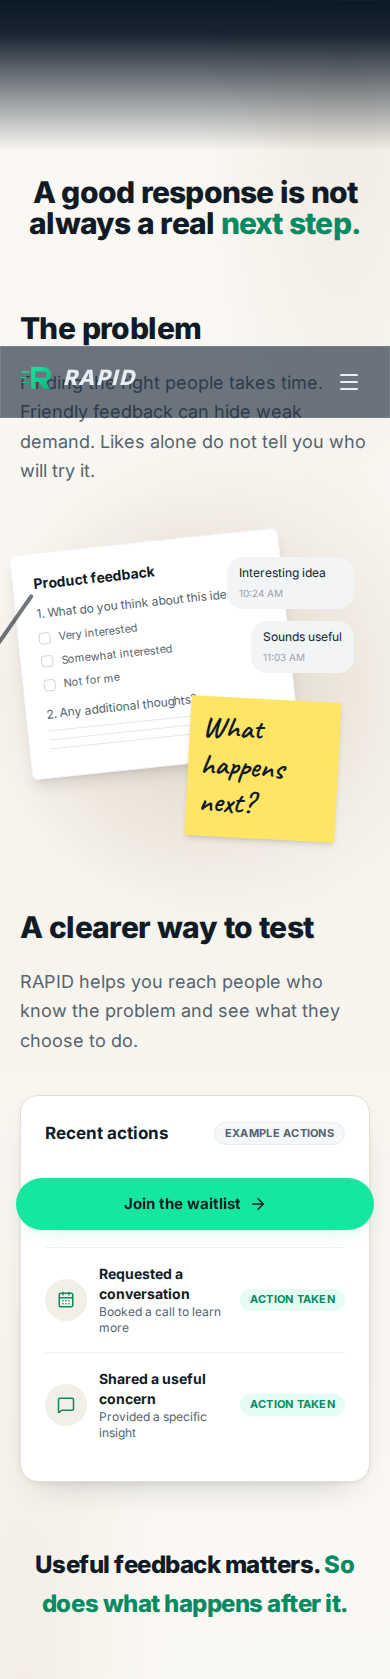 A good response is not
always a real next step.
The problem
RAPID
Finding the right people takes time.
Friendly feedback can hide weak
demand. Likes alone do not tell you who
will try it.
Product feedback
1. What do you think about this ide
Very interested
Somewhat interested
Not for me
2. Any additional thoughts?
Interesting idea
10:24 AM
Sounds useful
11:03 AM
What
happens
next?
A clearer way to test
RAPID helps you reach people who
know the problem and see what they
choose to do.
Recent actions
EXAMPLE ACTIONS
Join the waitlist →
Requested a
conversation
Booked a call to learn
more
ACTION TAKEN
Shared a useful
concern
Provided a specific
insight
ACTION TAKEN
Useful feedback matters. So
does what happens after it.